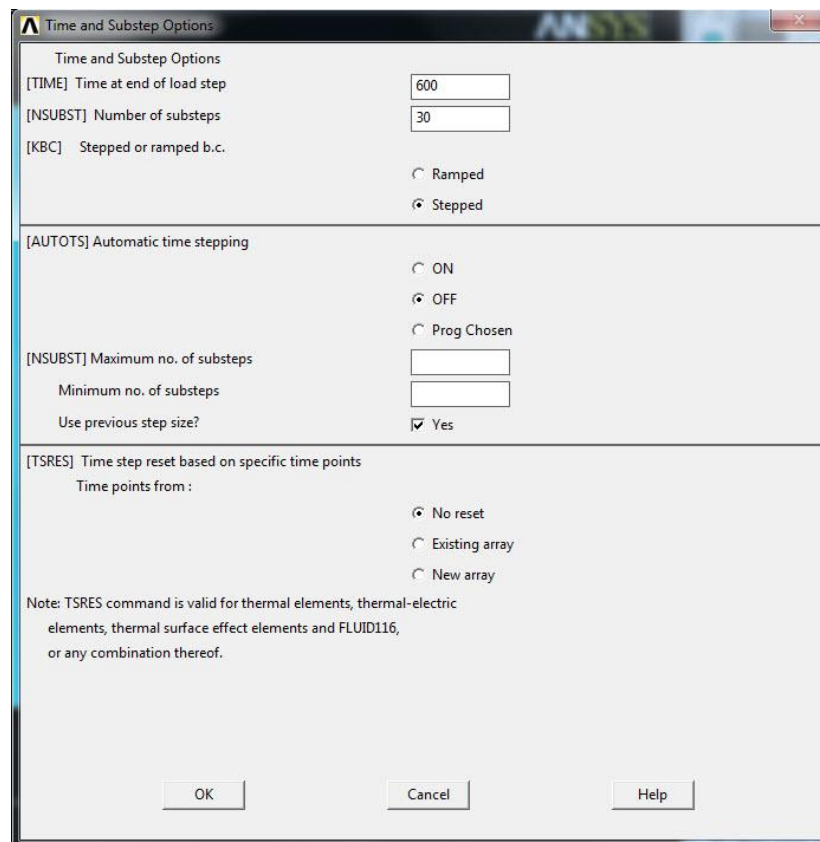 Time and Substep Options
ANSYS
Time and Substep Options
[TIME] Time at end of load step
600
[NSUBST] Number of substeps
30
[KBC] Stepped or ramped b.c.
Ramped
Stepped
[AUTOTS] Automatic time stepping
ON
OFF
Prog Chosen
[NSUBST] Maximum no. of substeps
Minimum no. of substeps
Use previous step size?
Yes
[TSRES] Time step reset based on specific time points
Time points from :
No reset
Existing array
New array
Note: TSRES command is valid for thermal elements, thermal-electric
elements, thermal surface effect elements and FLUID116,
or any combination thereof.
OK
Cancel
Help